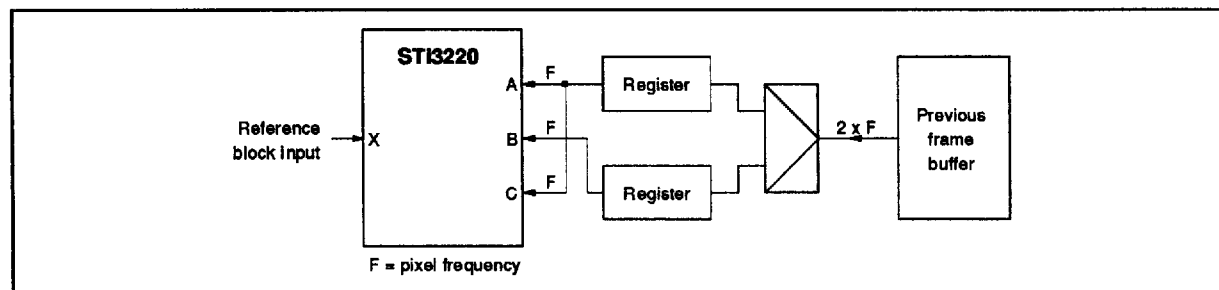 STI3220
A
F
Register
Reference
block input
X
B
F
2 x F
Previous
frame
buffer
C
F
Register
F = pixel frequency